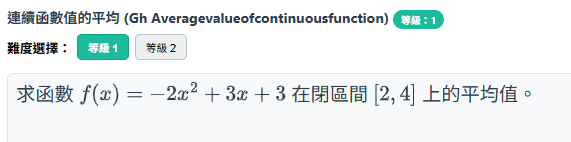 連續函數值的平均 (Gh Averagevalueofcontinuousfunction) 等級：1
難度選擇： 等級 1 等級 2
求函數 f(x) = −2x² + 3x + 3 在閉區間 [2, 4] 上的平均值。